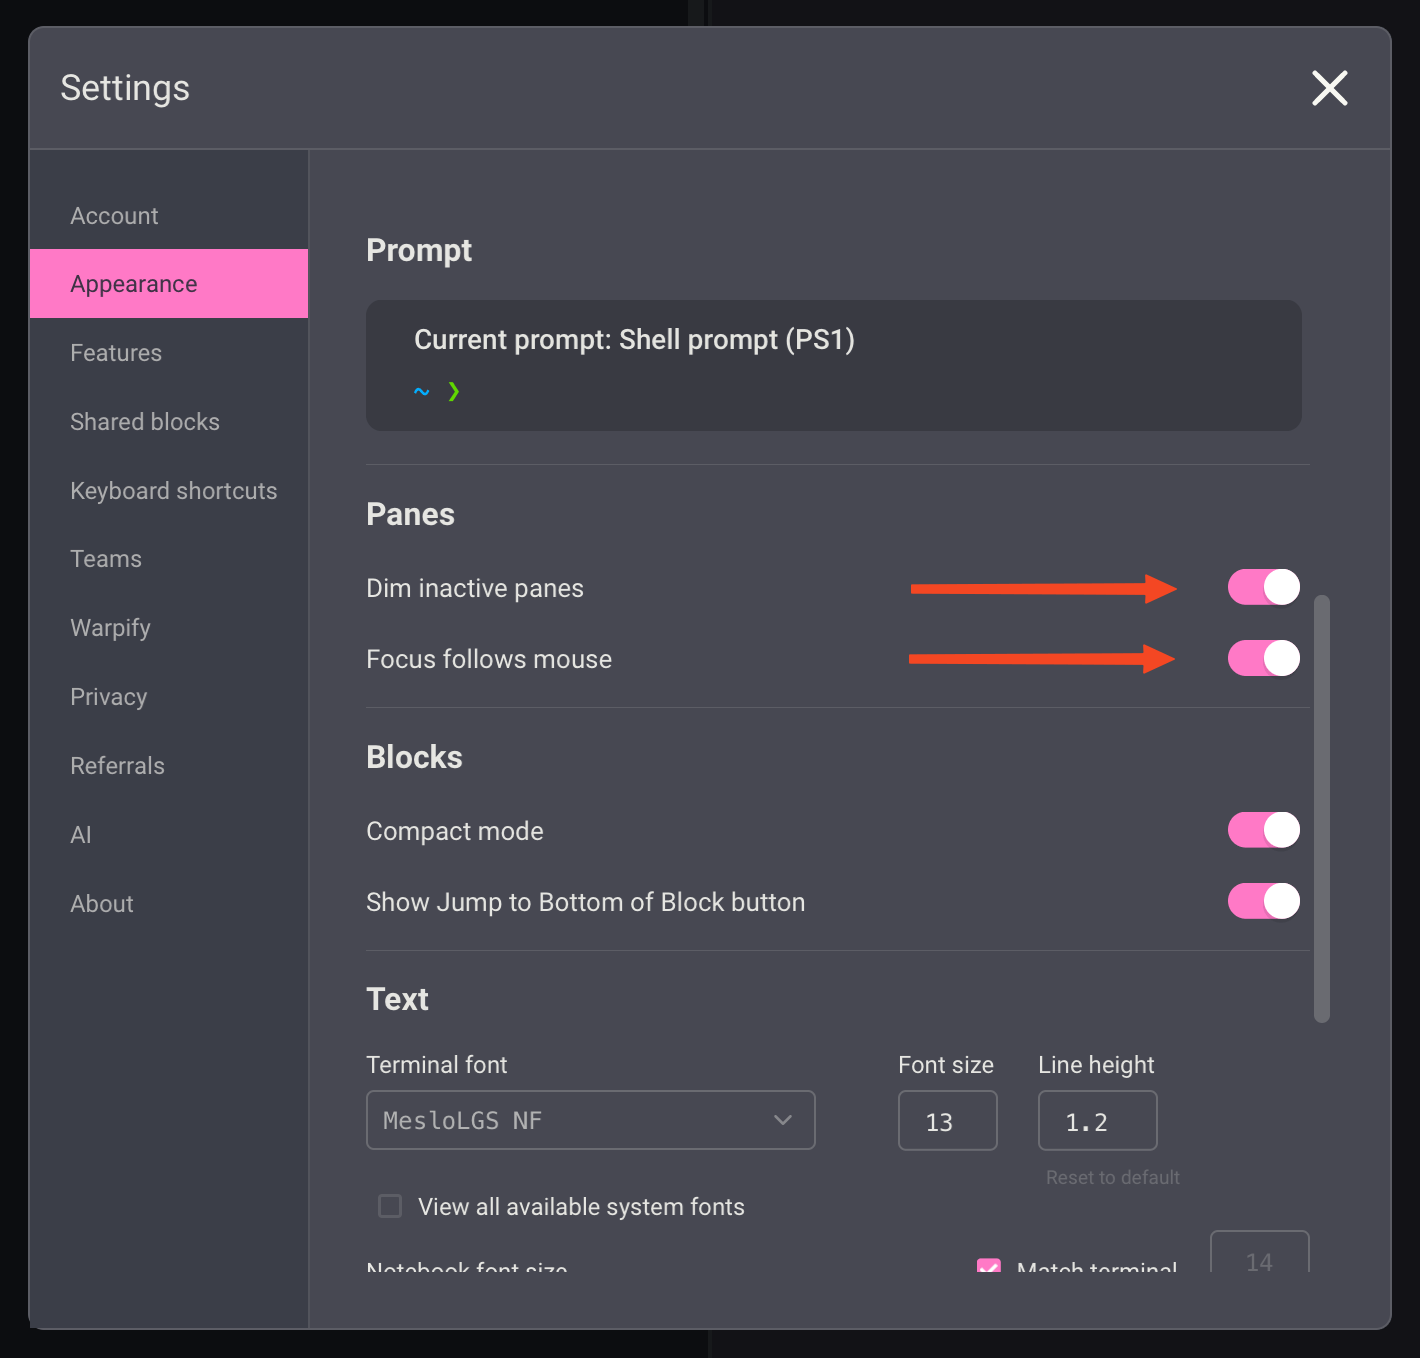 Settings
Account
Appearance
Features
Shared blocks
Keyboard shortcuts
Teams
Warpify
Privacy
Referrals
AI
About
Prompt
Current prompt: Shell prompt (PS1)
~ ❯
Panes
Dim inactive panes
Focus follows mouse
Blocks
Compact mode
Show Jump to Bottom of Block button
Text
Terminal font
Font size
Line height
MesloLGS NF
13
1.2
Reset to default
View all available system fonts
Notebook font size
Match terminal
14